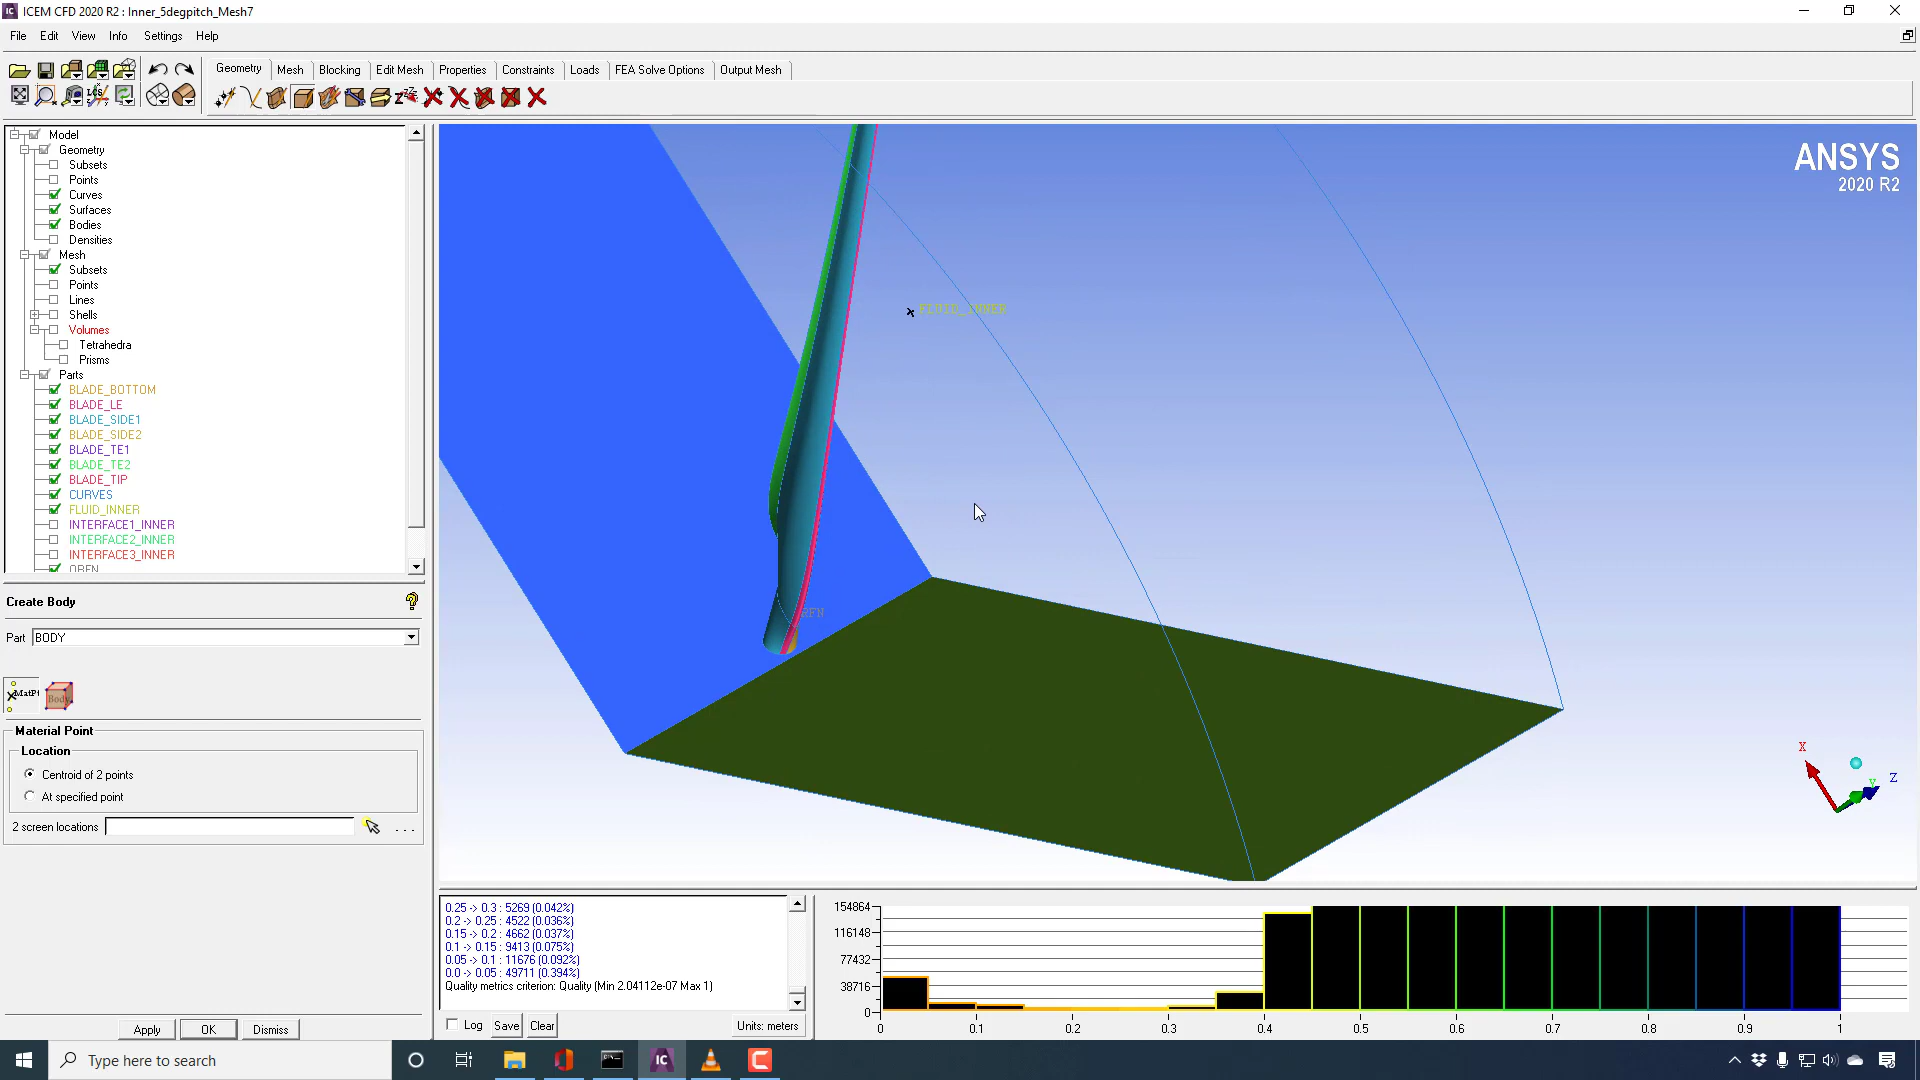 ICEM CFD 2020 R2 : Inner_5degpitch_Mesh7
File Edit View Info Settings Help
Geometry Mesh Blocking Edit Mesh Properties Constraints Loads FEA Solve Options Output Mesh
LCS
Model
Geometry
Subsets
Points
Curves
Surfaces
Bodies
Densities
Mesh
Subsets
Points
Lines
Shells
Volumes
Tetrahedra
Prisms
Parts
BLADE_BOTTOM
BLADE_LE
BLADE_SIDE1
BLADE_SIDE2
BLADE_TE1
BLADE_TE2
BLADE_TIP
CURVES
FLUID_INNER
INTERFACE1_INNER
INTERFACE2_INNER
INTERFACE3_INNER
ORFN
Create Body
Part BODY
MatPt Body
Material Point
Location
Centroid of 2 points
At specified point
2 screen locations
. . .
Apply OK Dismiss
ANSYS
2020 R2
FLUID_INNER
RFN
X
Y
Z
0.25 -> 0.3 : 5269 (0.042%)
0.2 -> 0.25 : 4522 (0.036%)
0.15 -> 0.2 : 4662 (0.037%)
0.1 -> 0.15 : 9413 (0.075%)
0.05 -> 0.1 : 11676 (0.092%)
0.0 -> 0.05 : 49711 (0.394%)
Quality metrics criterion: Quality (Min 2.04112e-07 Max 1)
Log Save Clear Units: meters
154864
116148
77432
38716
0
0 0.1 0.2 0.3 0.4 0.5 0.6 0.7 0.8 0.9 1
Type here to search
IC